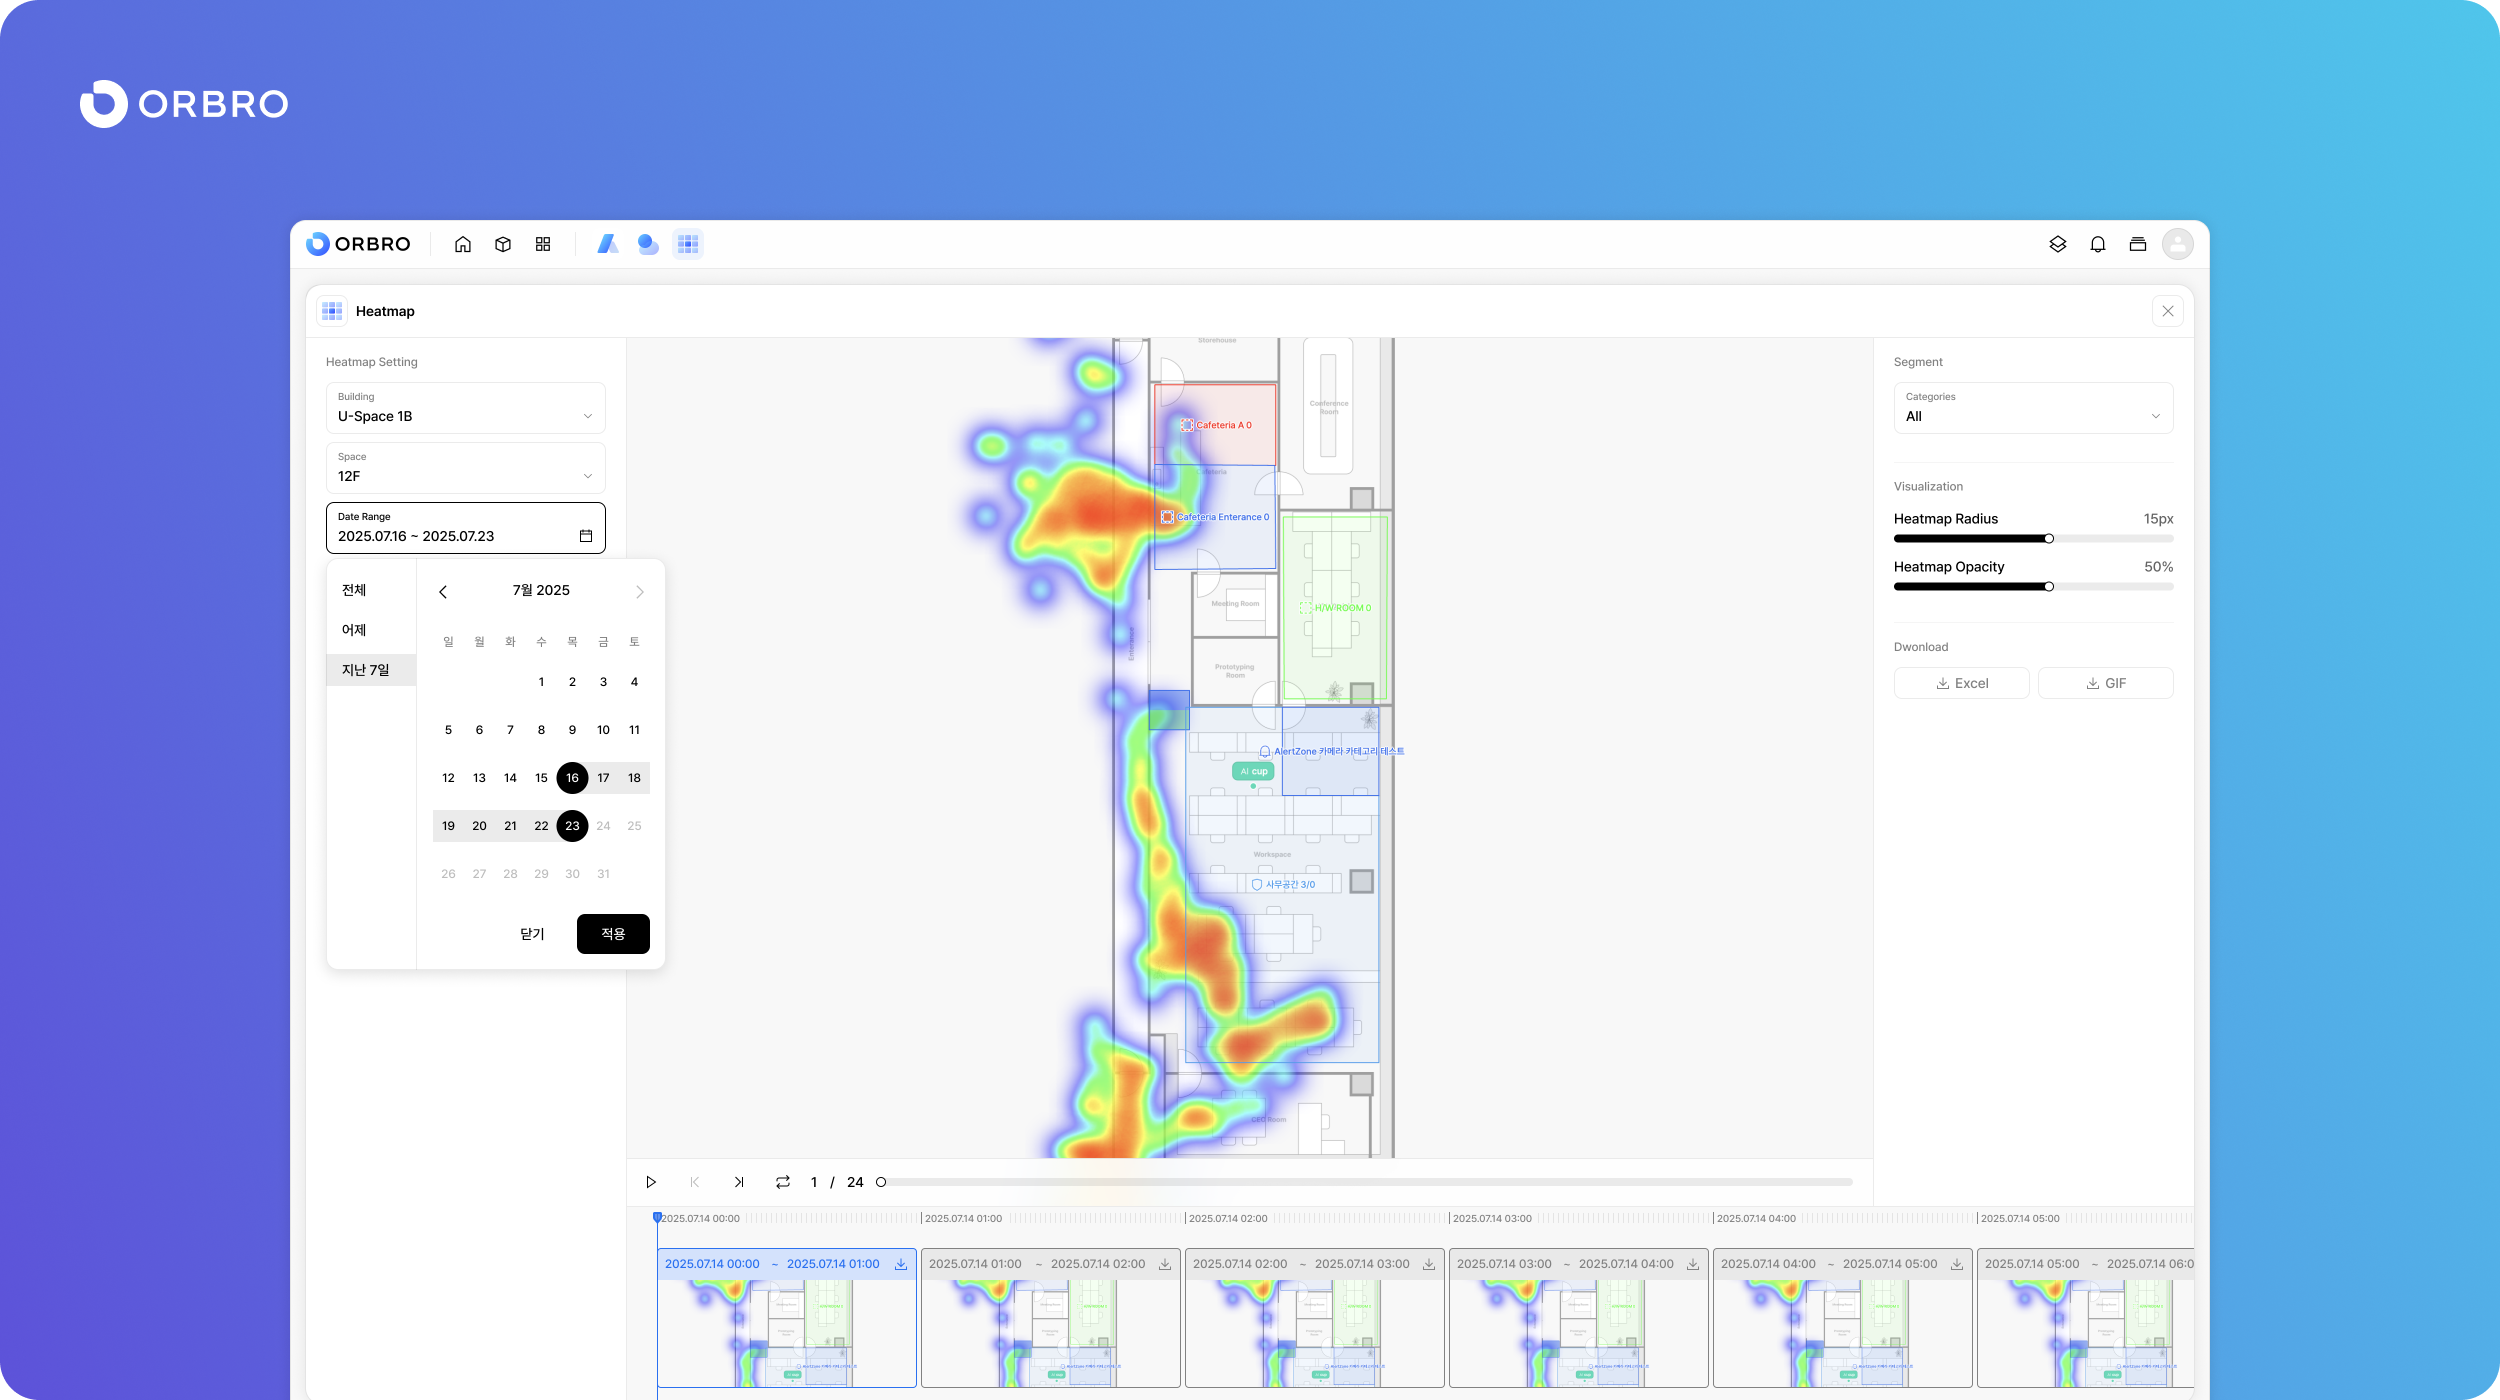 ORBRO
ORBRO
Heatmap
Heatmap Setting
Building
U-Space 1B
Space
12F
Date Range
2025.07.16 ~ 2025.07.23
전체
어제
지난 7일
7월 2025
일 월 화 수 목 금 토
1 2 3 4
5 6 7 8 9 10 11
12 13 14 15 16 17 18
19 20 21 22 23 24 25
26 27 28 29 30 31
닫기
적용
Storehouse
Conference
Room
Cafeteria A 0
Cafeteria
Cafeteria Enterance 0
H/W ROOM 0
Meeting Room
Entrance
Prototyping
Room
AlertZone 카메라 카테고리 테스트
AI cup
Workspace
사무공간 3/0
CEO Room
Segment
Categories
All
Visualization
Heatmap Radius 15px
Heatmap Opacity 50%
Dwonload
Excel
GIF
1 / 24
2025.07.14 00:00
2025.07.14 01:00
2025.07.14 02:00
2025.07.14 03:00
2025.07.14 04:00
2025.07.14 05:00
2025.07.14 00:00 ~ 2025.07.14 01:00
2025.07.14 01:00 ~ 2025.07.14 02:00
2025.07.14 02:00 ~ 2025.07.14 03:00
2025.07.14 03:00 ~ 2025.07.14 04:00
2025.07.14 04:00 ~ 2025.07.14 05:00
2025.07.14 05:00 ~ 2025.07.14 06:0